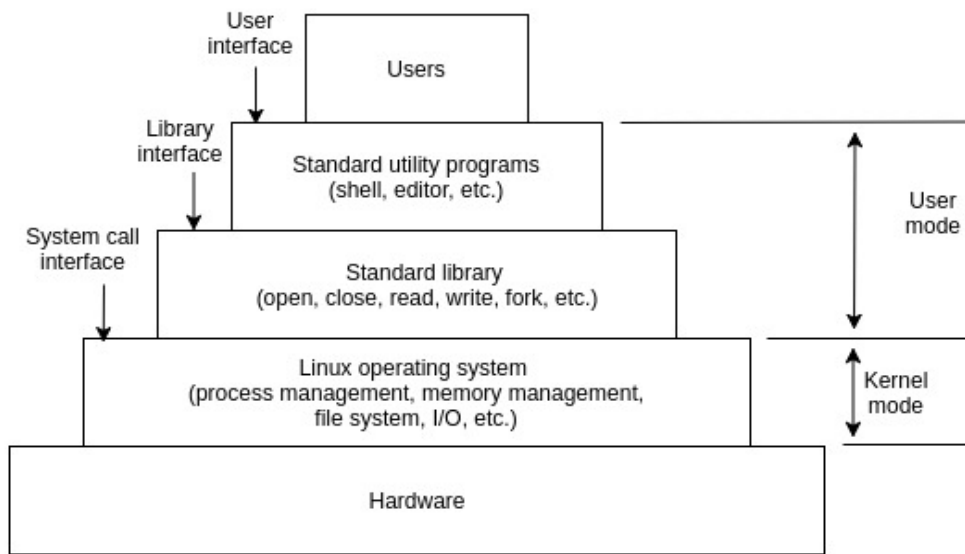 User
interface
Users
Library
interface
Standard utility programs
(shell, editor, etc.)
User
mode
System call
interface
Standard library
(open, close, read, write, fork, etc.)
Linux operating system
(process management, memory management,
file system, I/O, etc.)
Kernel
mode
Hardware